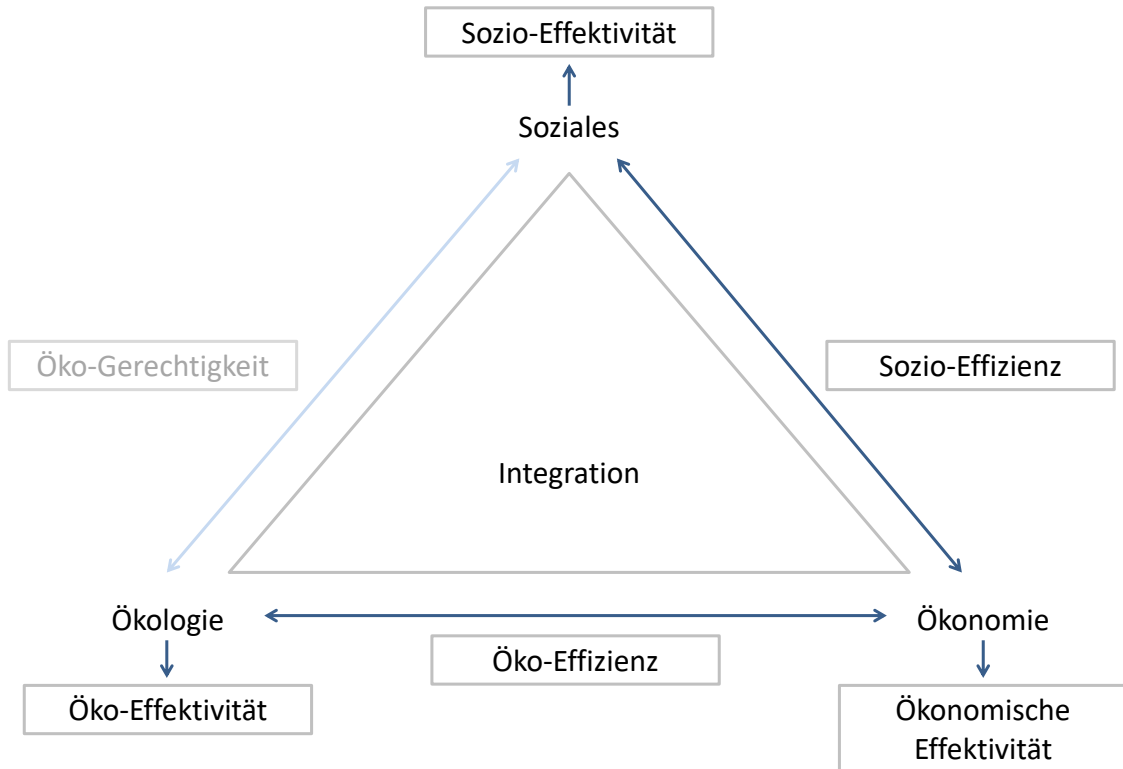 Sozio-Effektivität
Soziales
Öko-Gerechtigkeit
Sozio-Effizienz
Integration
Ökologie
Ökonomie
Öko-Effizienz
Öko-Effektivität
Ökonomische
Effektivität